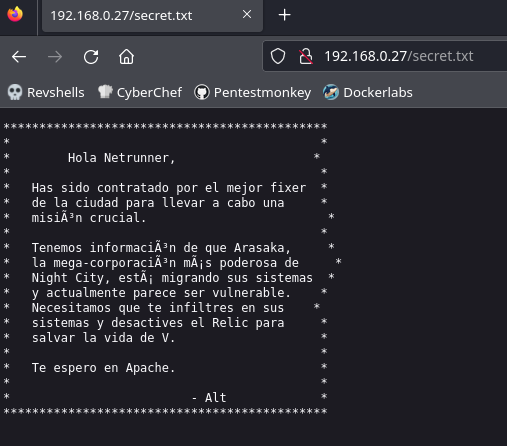 192.168.0.27/secret.txt
192.168.0.27/secret.txt
Revshells CyberChef Pentestmonkey Dockerlabs
*********************************************
*                                           *
*        Hola Netrunner,                   *
*                                           *
*   Has sido contratado por el mejor fixer  *
*   de la ciudad para llevar a cabo una     *
*   misiÃ³n crucial.                         *
*                                           *
*   Tenemos informaciÃ³n de que Arasaka,     *
*   la mega-corporaciÃ³n mÃ¡s poderosa de     *
*   Night City, estÃ¡ migrando sus sistemas  *
*   y actualmente parece ser vulnerable.    *
*   Necesitamos que te infiltres en sus    *
*   sistemas y desactives el Relic para     *
*   salvar la vida de V.                    *
*                                           *
*   Te espero en Apache.                    *
*                                           *
*                         - Alt             *
*********************************************